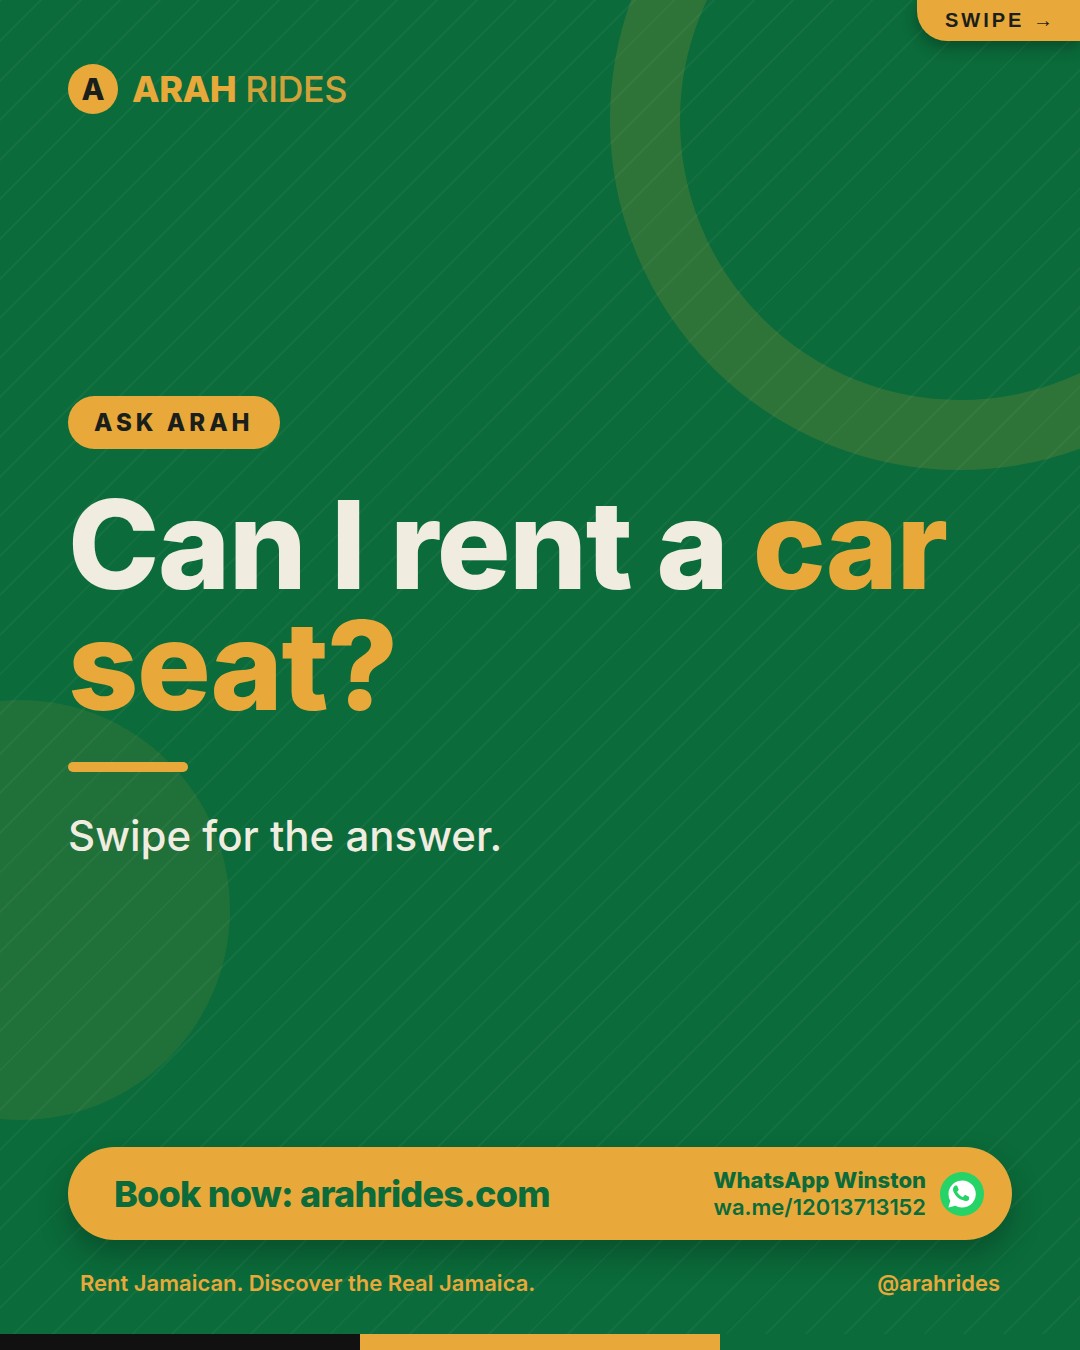 SWIPE →
A ARAH RIDES
ASK ARAH
Can I rent a car
seat?
Swipe for the answer.
Book now: arahrides.com
WhatsApp Winston
wa.me/12013713152
Rent Jamaican. Discover the Real Jamaica.
@arahrides